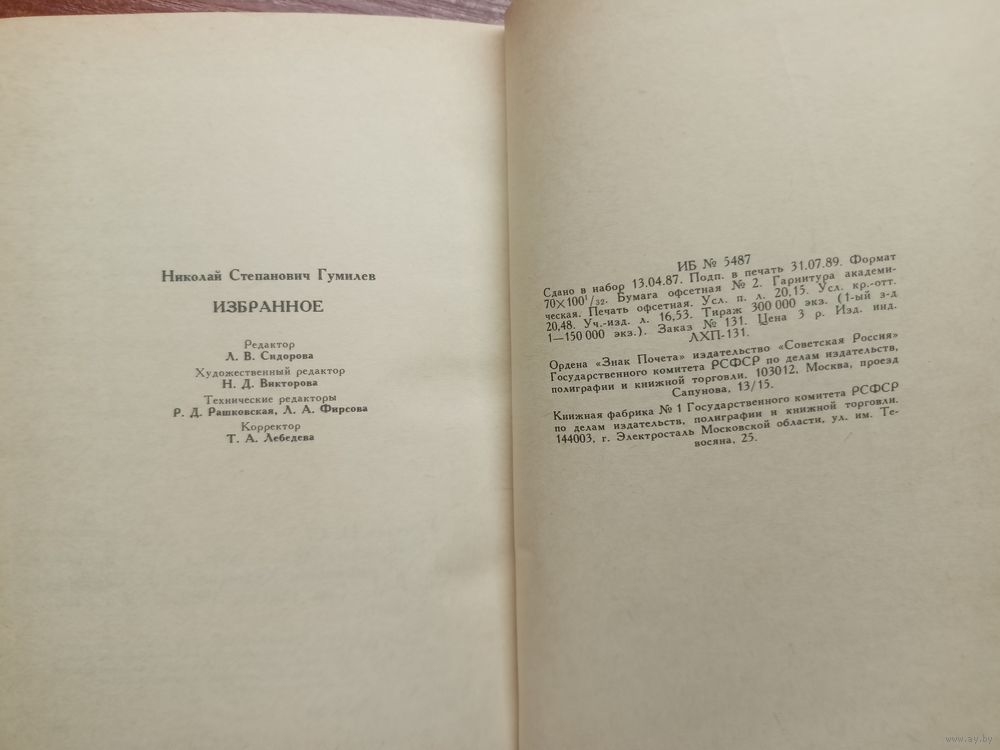 Николай Степанович Гумилев
ИЗБРАННОЕ
Редактор
Л. В. Сидорова
Художественный редактор
Н. Д. Викторова
Технические редакторы
Р. Д. Рашковская, Л. А. Фирсова
Корректор
Т. А. Лебедева
ИБ № 5487
Сдано в набор 13.04.87. Подп. в печать 31.07.89. Формат
70×100¹/₃₂. Бумага офсетная № 2. Гарнитура академи-
ческая. Печать офсетная. Усл. п. л. 20,15. Усл. кр.-отт.
20,48. Уч.-изд. л. 16,53. Тираж 300 000 экз. (1-ый з-д
1—150 000 экз.). Заказ № 131. Цена 3 р. Изд. инд.
ЛХП-131.
Ордена «Знак Почета» издательство «Советская Россия»
Государственного комитета РСФСР по делам издательств,
полиграфии и книжной торговли. 103012, Москва, проезд
Сапунова, 13/15.
Книжная фабрика № 1 Государственного комитета РСФСР
по делам издательств, полиграфии и книжной торговли.
144003, г. Электросталь Московской области, ул. им. Те-
восяна, 25.
www.ay.by